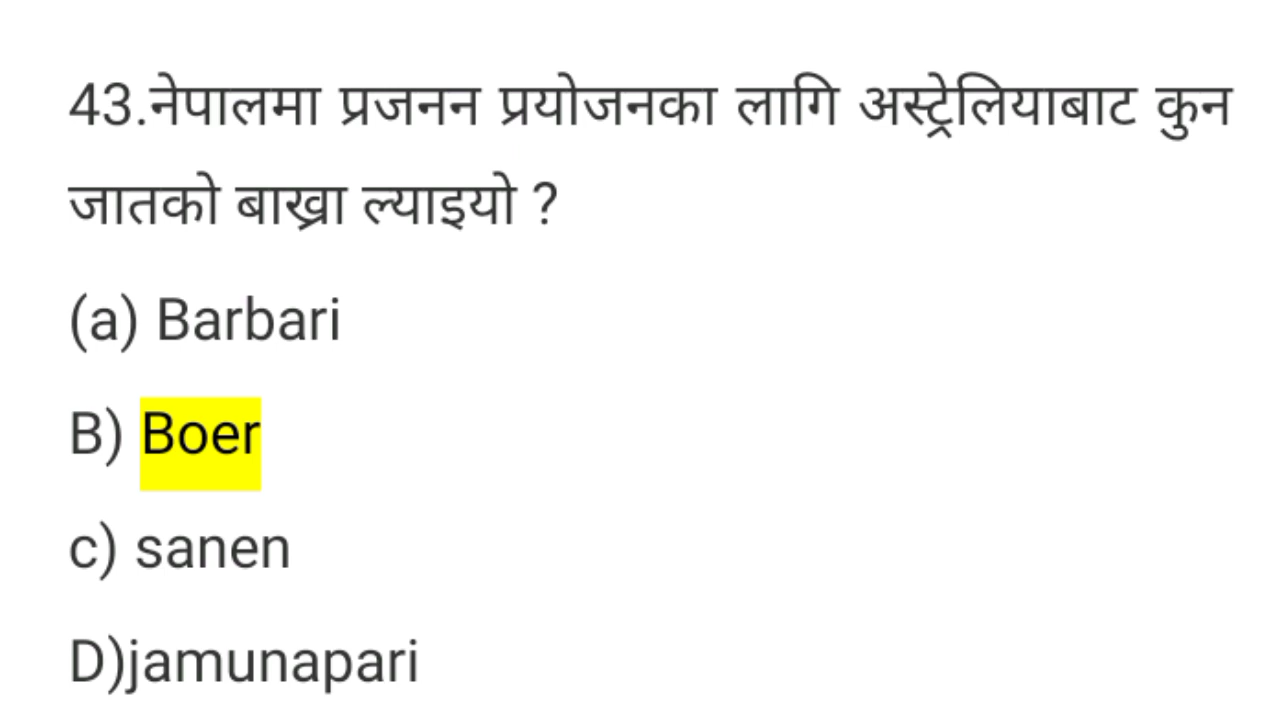 43.नेपालमा प्रजनन प्रयोजनका लागि अस्ट्रेलियाबाट कुन
जातको बाख्रा ल्याइयो ?
(a) Barbari
B) Boer
c) sanen
D)jamunapari